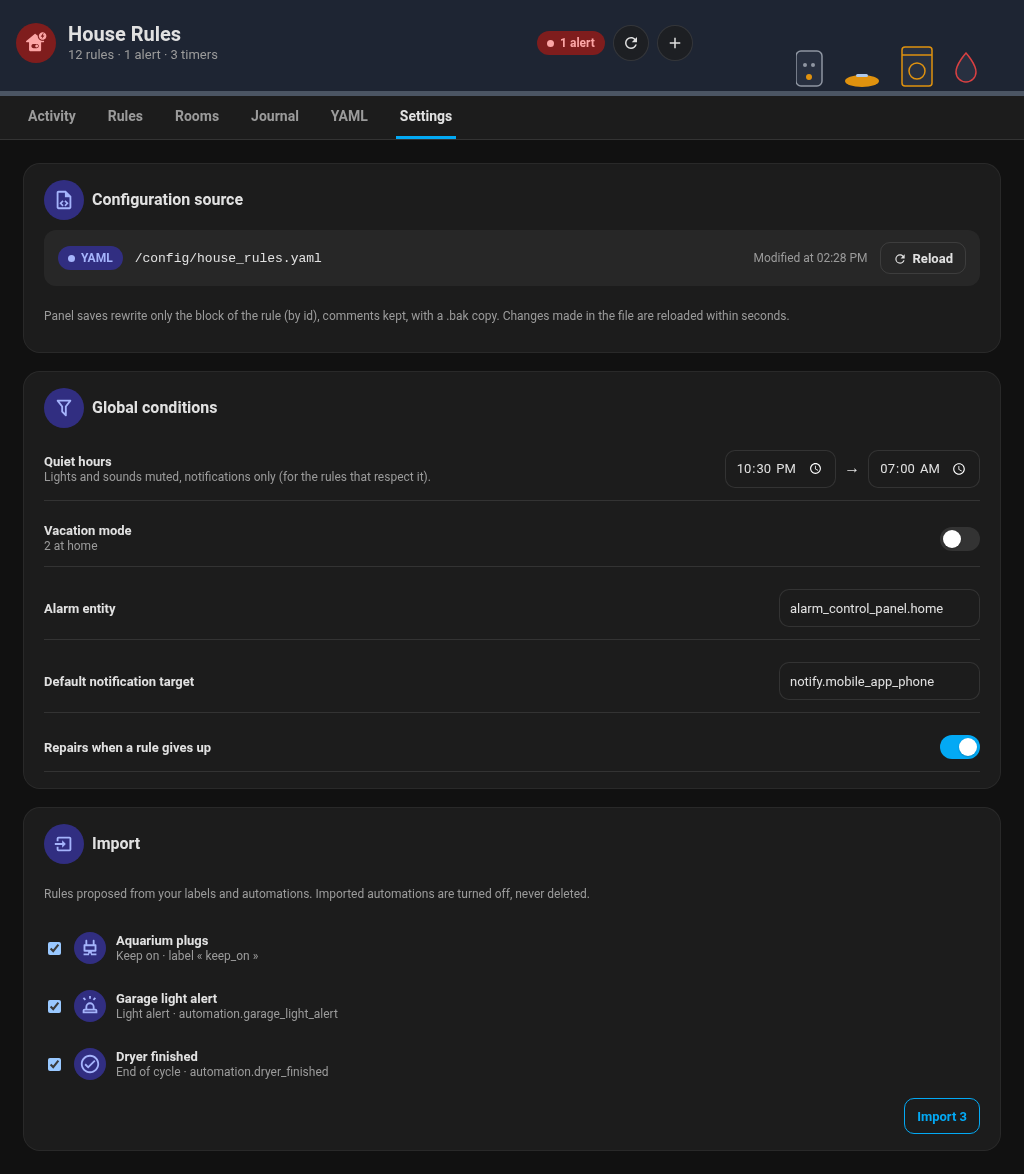 House Rules
12 rules · 1 alert · 3 timers
1 alert
Activity
Rules
Rooms
Journal
YAML
Settings
Configuration source
YAML
/config/house_rules.yaml
Modified at 02:28 PM
Reload
Panel saves rewrite only the block of the rule (by id), comments kept, with a .bak copy. Changes made in the file are reloaded within seconds.
Global conditions
Quiet hours
Lights and sounds muted, notifications only (for the rules that respect it).
10:30 PM → 07:00 AM
Vacation mode
2 at home
Alarm entity
alarm_control_panel.home
Default notification target
notify.mobile_app_phone
Repairs when a rule gives up
Import
Rules proposed from your labels and automations. Imported automations are turned off, never deleted.
Aquarium plugs
Keep on · label « keep_on »
Garage light alert
Light alert · automation.garage_light_alert
Dryer finished
End of cycle · automation.dryer_finished
Import 3